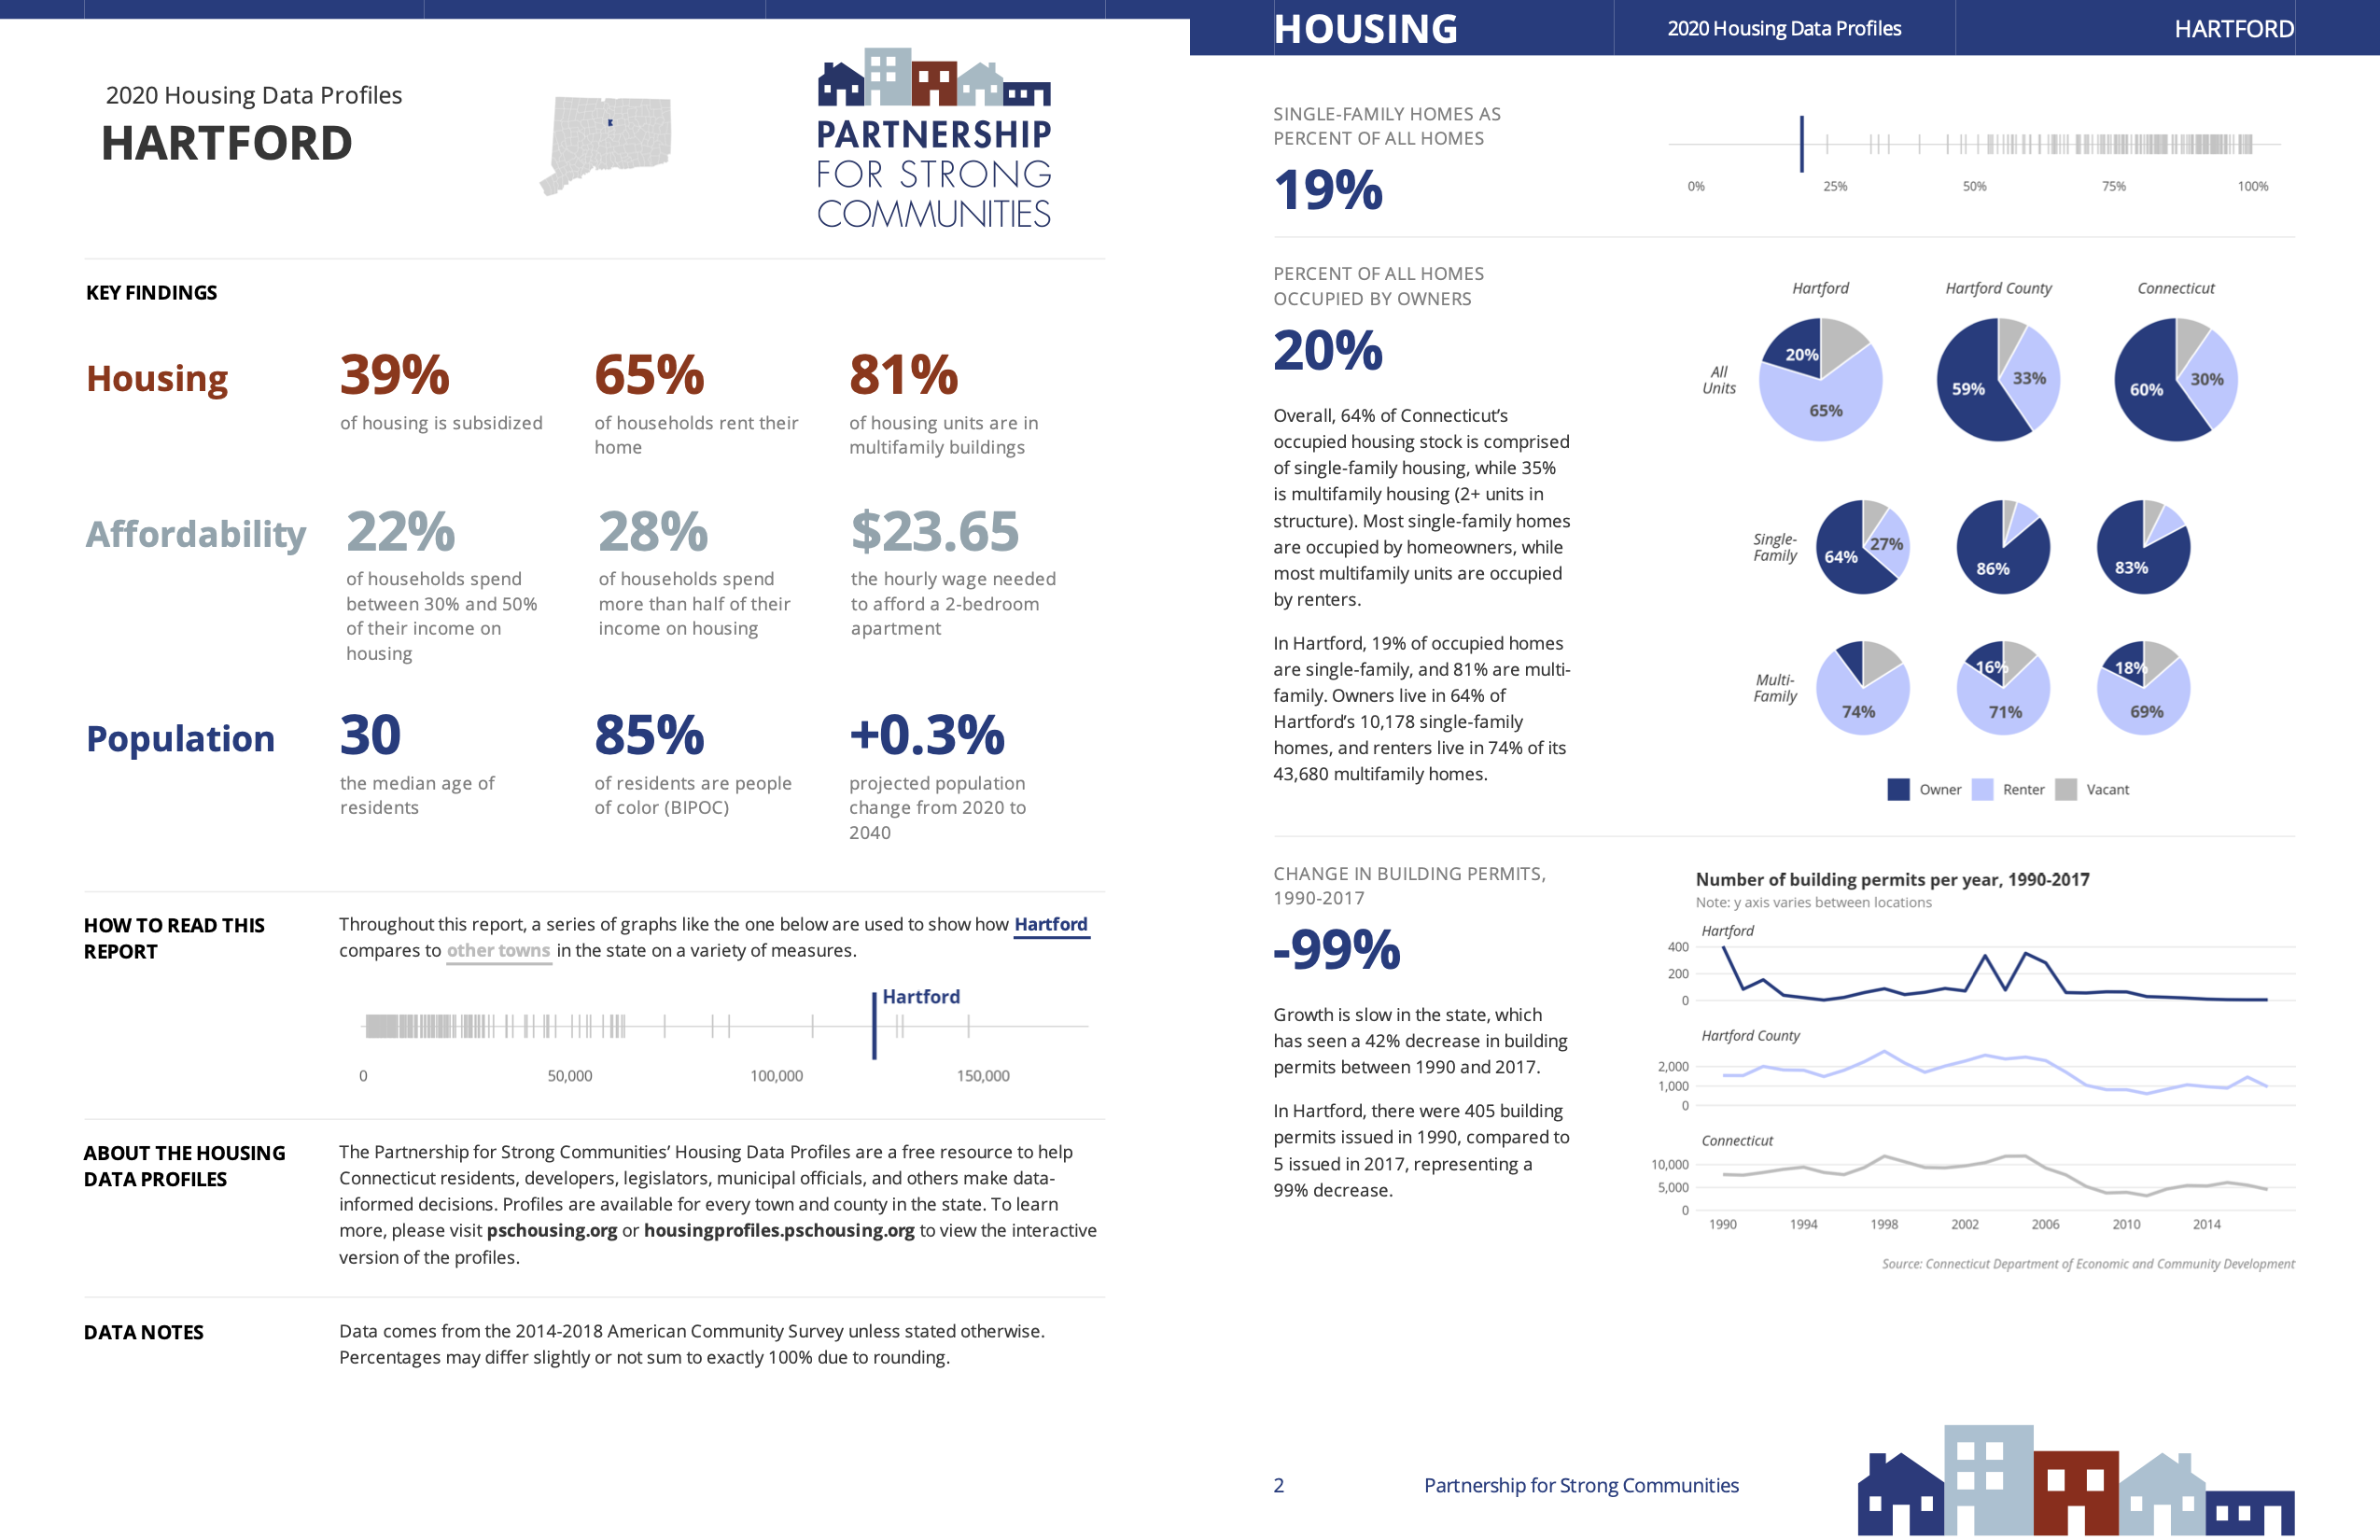 2020 Housing Data Profiles
HARTFORD
PARTNERSHIP
FOR STRONG
COMMUNITIES
KEY FINDINGS
Housing
39%
of housing is subsidized
65%
of households rent their
home
81%
of housing units are in
multifamily buildings
Affordability
22%
of households spend
between 30% and 50%
of their income on
housing
28%
of households spend
more than half of their
income on housing
$23.65
the hourly wage needed
to afford a 2-bedroom
apartment
Population
30
the median age of
residents
85%
of residents are people
of color (BIPOC)
+0.3%
projected population
change from 2020 to
2040
HOW TO READ THIS
REPORT
Throughout this report, a series of graphs like the one below are used to show how Hartford
compares to other towns in the state on a variety of measures.
Hartford
0 50,000 100,000 150,000
ABOUT THE HOUSING
DATA PROFILES
The Partnership for Strong Communities’ Housing Data Profiles are a free resource to help
Connecticut residents, developers, legislators, municipal officials, and others make data-
informed decisions. Profiles are available for every town and county in the state. To learn
more, please visit pschousing.org or housingprofiles.pschousing.org to view the interactive
version of the profiles.
DATA NOTES
Data comes from the 2014-2018 American Community Survey unless stated otherwise.
Percentages may differ slightly or not sum to exactly 100% due to rounding.
HOUSING
2020 Housing Data Profiles
HARTFORD
SINGLE-FAMILY HOMES AS
PERCENT OF ALL HOMES
19%
0% 25% 50% 75% 100%
PERCENT OF ALL HOMES
OCCUPIED BY OWNERS
20%
Overall, 64% of Connecticut’s
occupied housing stock is comprised
of single-family housing, while 35%
is multifamily housing (2+ units in
structure). Most single-family homes
are occupied by homeowners, while
most multifamily units are occupied
by renters.
In Hartford, 19% of occupied homes
are single-family, and 81% are multi-
family. Owners live in 64% of
Hartford’s 10,178 single-family
homes, and renters live in 74% of its
43,680 multifamily homes.
Hartford Hartford County Connecticut
All
Units
20% 65% 59% 33% 60% 30%
Single-
Family
64% 27% 86% 83%
Multi-
Family
74% 16% 71% 18% 69%
Owner Renter Vacant
CHANGE IN BUILDING PERMITS,
1990-2017
-99%
Growth is slow in the state, which
has seen a 42% decrease in building
permits between 1990 and 2017.
In Hartford, there were 405 building
permits issued in 1990, compared to
5 issued in 2017, representing a
99% decrease.
Number of building permits per year, 1990-2017
Note: y axis varies between locations
Hartford
400
200
0
Hartford County
2,000
1,000
0
Connecticut
10,000
5,000
0
1990 1994 1998 2002 2006 2010 2014
Source: Connecticut Department of Economic and Community Development
2
Partnership for Strong Communities